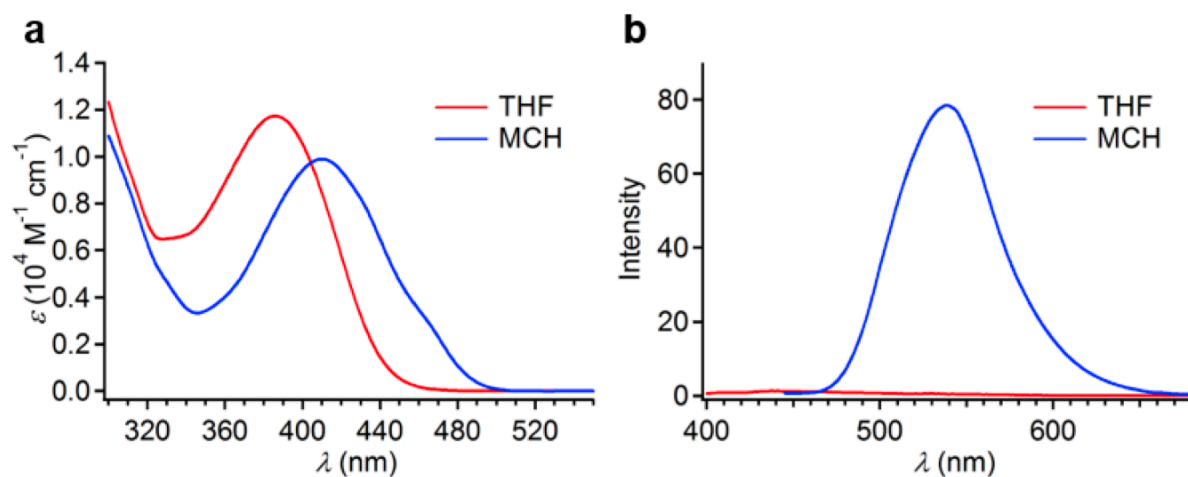 a
1.4
1.2
1.0
0.8
0.6
0.4
0.2
0.0
ε (10⁴ M⁻¹ cm⁻¹)
THF
MCH
320 360 400 440 480 520
λ (nm)
b
80
60
40
20
0
Intensity
THF
MCH
400 500 600
λ (nm)